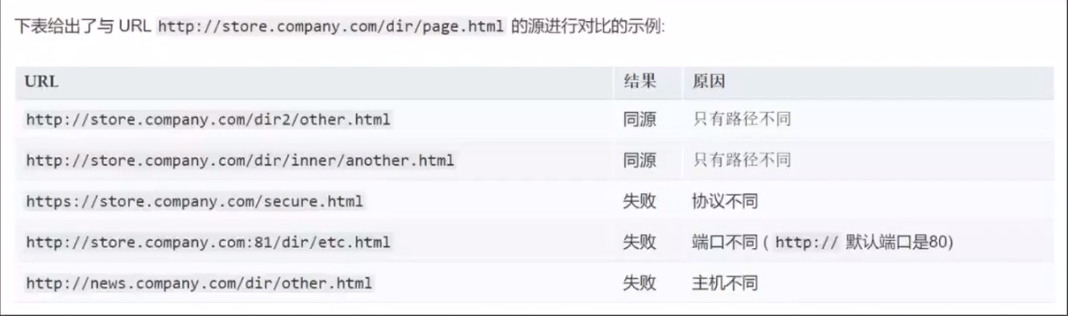 下表给出了与 URL http://store.company.com/dir/page.html 的源进行对比的示例:
URL 结果 原因
http://store.company.com/dir2/other.html 同源 只有路径不同
http://store.company.com/dir/inner/another.html 同源 只有路径不同
https://store.company.com/secure.html 失败 协议不同
http://store.company.com:81/dir/etc.html 失败 端口不同 ( http:// 默认端口是80)
http://news.company.com/dir/other.html 失败 主机不同